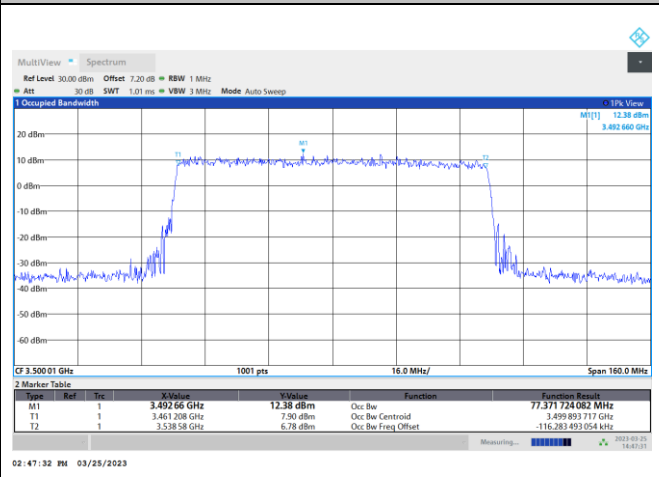 MultiView Spectrum
Ref Level 30.00 dBm Offset 7.20 dB RBW 1 MHz
Att 30 dB SWT 1.01 ms VBW 3 MHz Mode Auto Sweep
1 Occupied Bandwidth 1Pk View
M1[1] 12.38 dBm
3.492 660 GHz
20 dBm
M1
T1 T2
10 dBm
0 dBm
-10 dBm
-20 dBm
-30 dBm
-40 dBm
-50 dBm
-60 dBm
CF 3.500 01 GHz 1001 pts 16.0 MHz/ Span 160.0 MHz
2 Marker Table
Type Ref Trc X-Value Y-Value Function Function Result
M1 1 3.492 66 GHz 12.38 dBm Occ Bw 77.371 724 082 MHz
T1 1 3.461 208 GHz 7.90 dBm Occ Bw Centroid 3.499 893 717 GHz
T2 1 3.538 58 GHz 6.78 dBm Occ Bw Freq Offset -116.283 493 054 kHz
Measuring... 2023-03-25
14:47:31
02:47:32 PM 03/25/2023